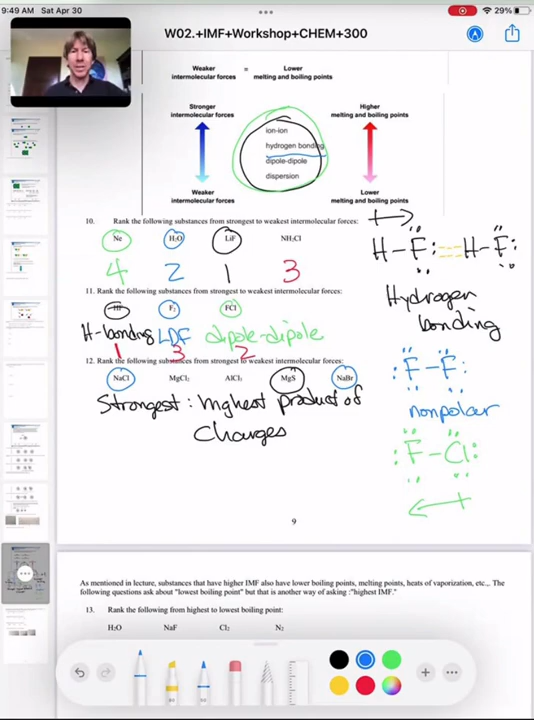 9:49 AM Sat Apr 30
29%
W02.+IMF+Workshop+CHEM+300
Weaker = Lower
intermolecular forces melting and boiling points
Stronger Higher
intermolecular forces melting and boiling points
ion-ion
hydrogen bonding
dipole-dipole
dispersion
Weaker Lower
intermolecular forces melting and boiling points
10. Rank the following substances from strongest to weakest intermolecular forces:
Ne H₂O LiF NH₂Cl
4 2 1 3
H–F: H–F:
Hydrogen
bonding
11. Rank the following substances from strongest to weakest intermolecular forces:
HF F₂ FCl
H-bonding LDF dipole-dipole
1 3 2
12. Rank the following substances from strongest to weakest intermolecular forces:
NaCl MgCl₂ AlCl₃ MgS NaBr
Strongest: highest product of
charges
:F–F:
nonpolar
:F–Cl:
9
As mentioned in lecture, substances that have higher IMF also have lower boiling points, melting points, heats of vaporization, etc.,. The
following questions ask about "lowest boiling point" but that is another way of asking :"highest IMF."
13. Rank the following from highest to lowest boiling point:
H₂O NaF Cl₂ N₂